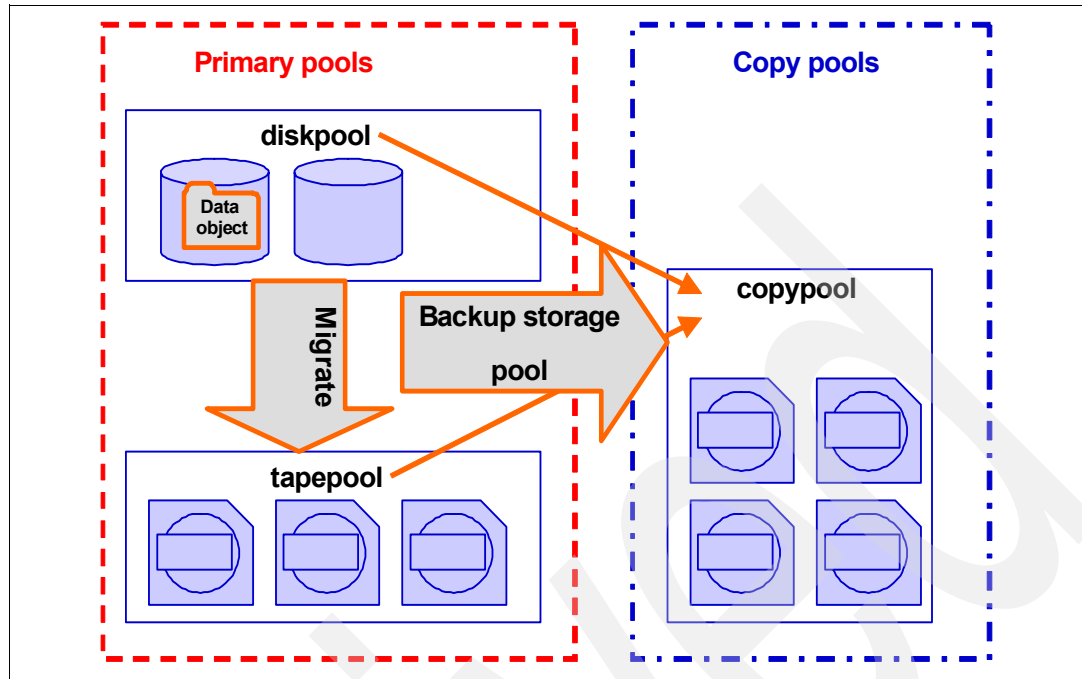 Primary pools
Copy pools
diskpool
Data
object
Migrate
Backup storage
pool
copypool
tapepool